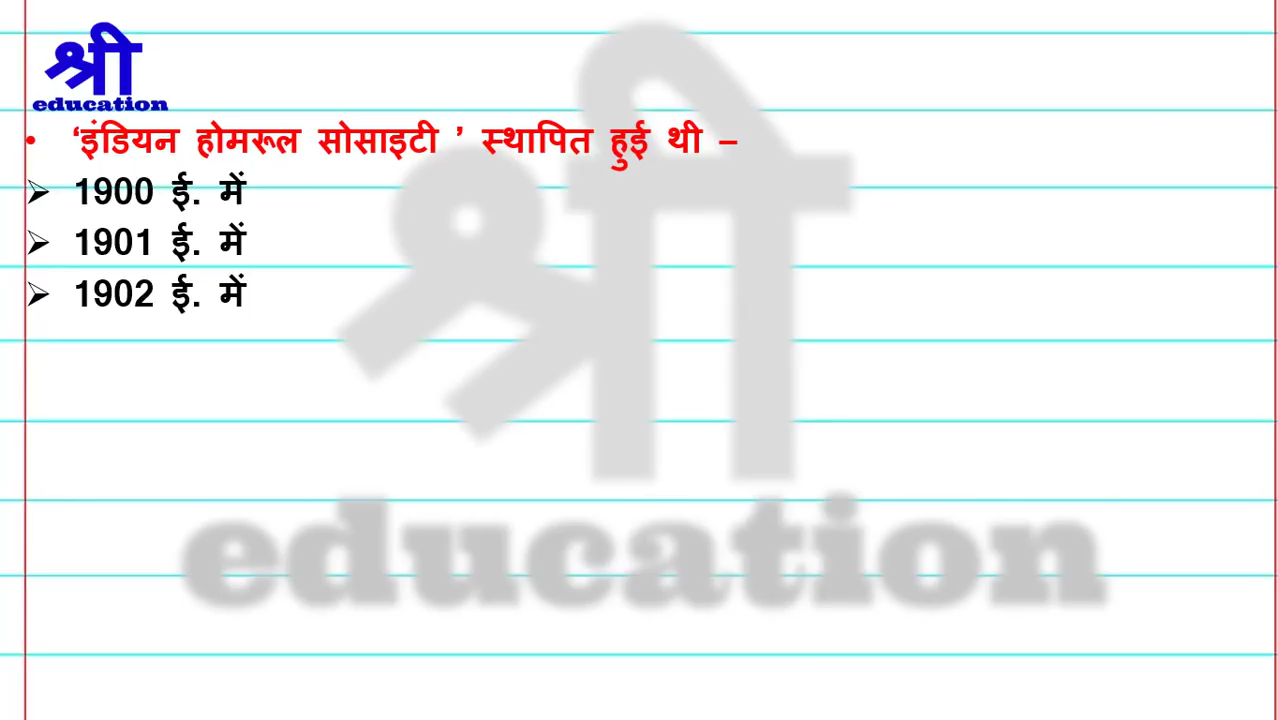 श्री
education
• ‘इंडियन होमरूल सोसाइटी ’ स्थापित हुई थी –
➢ 1900 ई. में
➢ 1901 ई. में
➢ 1902 ई. में
श्री
education